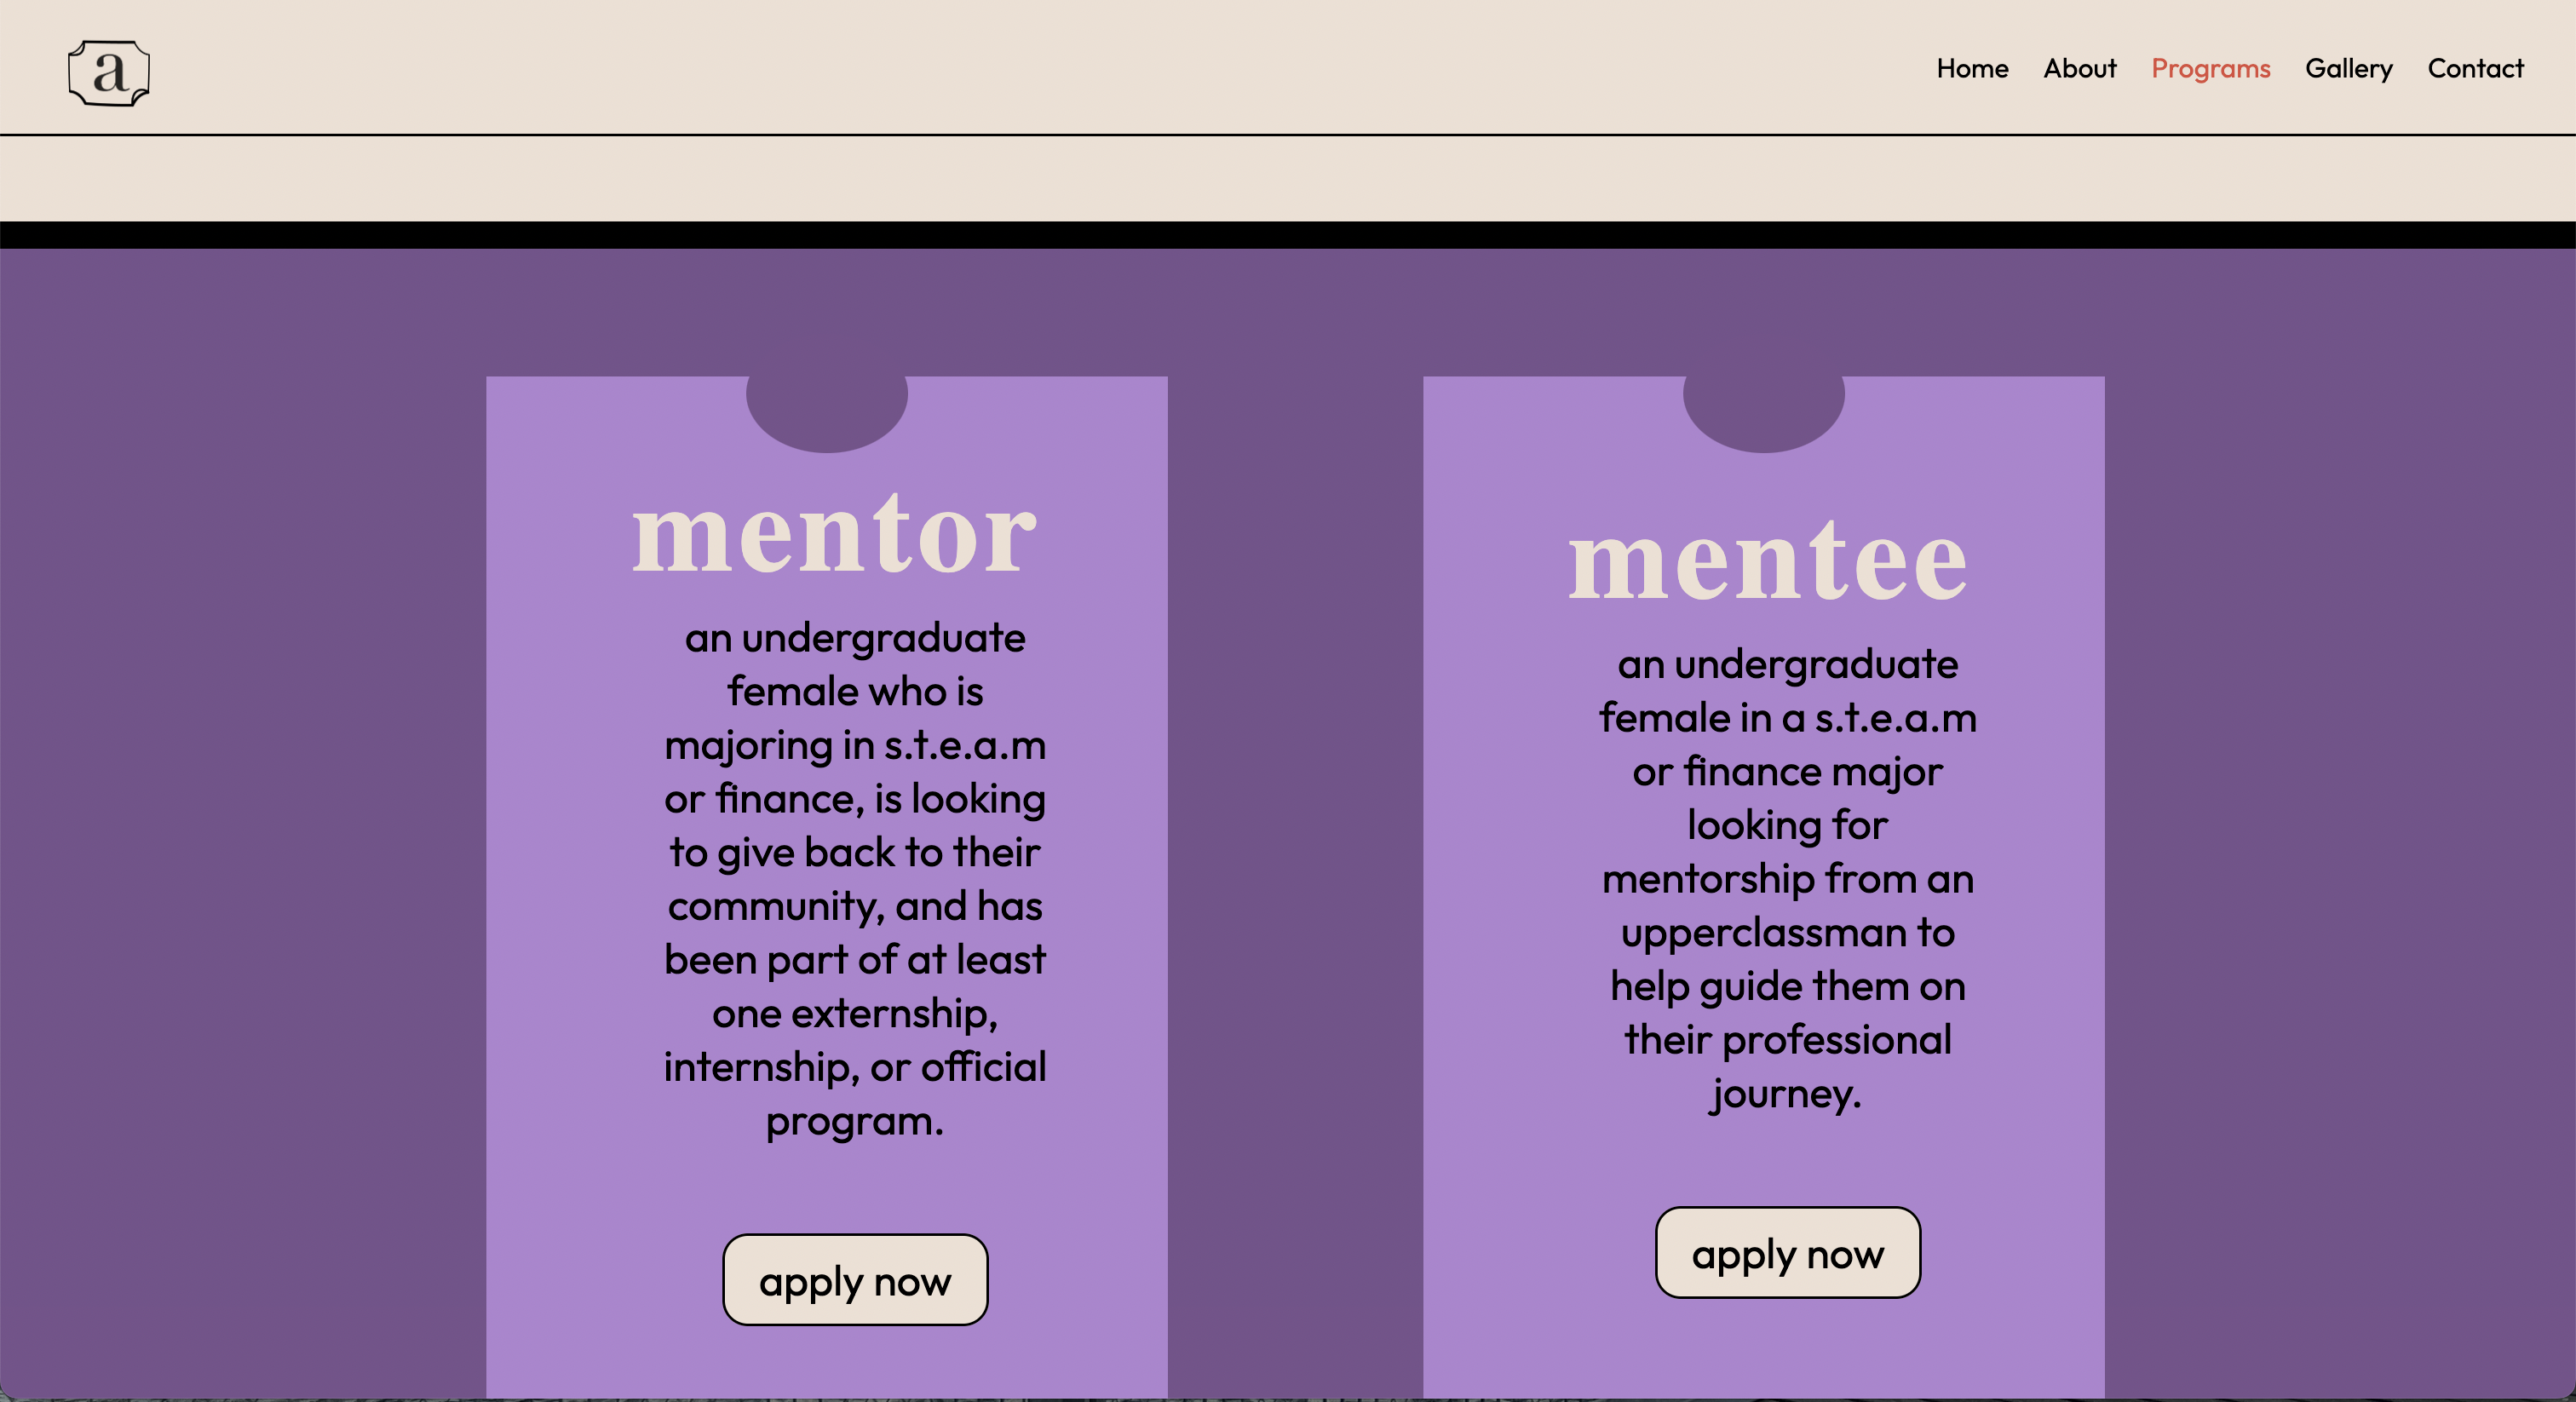 a
Home About Programs Gallery Contact
mentor
an undergraduate
female who is
majoring in s.t.e.a.m
or finance, is looking
to give back to their
community, and has
been part of at least
one externship,
internship, or official
program.
apply now
mentee
an undergraduate
female in a s.t.e.a.m
or finance major
looking for
mentorship from an
upperclassman to
help guide them on
their professional
journey.
apply now